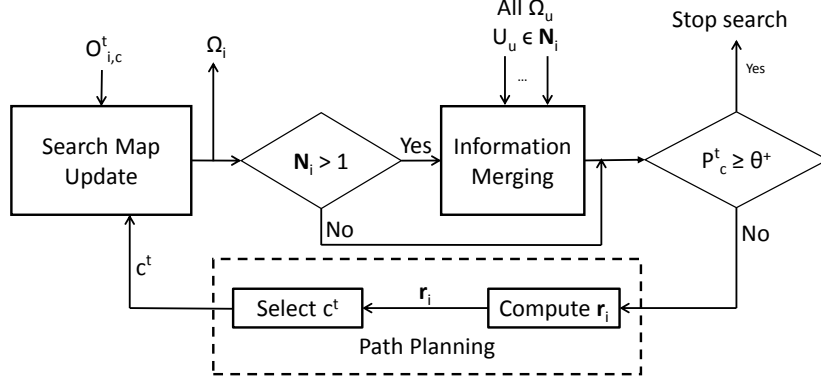 All Ω_u
U_u ϵ N_i
Stop search
O^t_{i,c}
Ω_i
Yes
...
Search Map
Update
N_i > 1
Yes
Information
Merging
P^t_c ≥ θ^+
No
No
c^t
Select c^t
r_i
Compute r_i
Path Planning